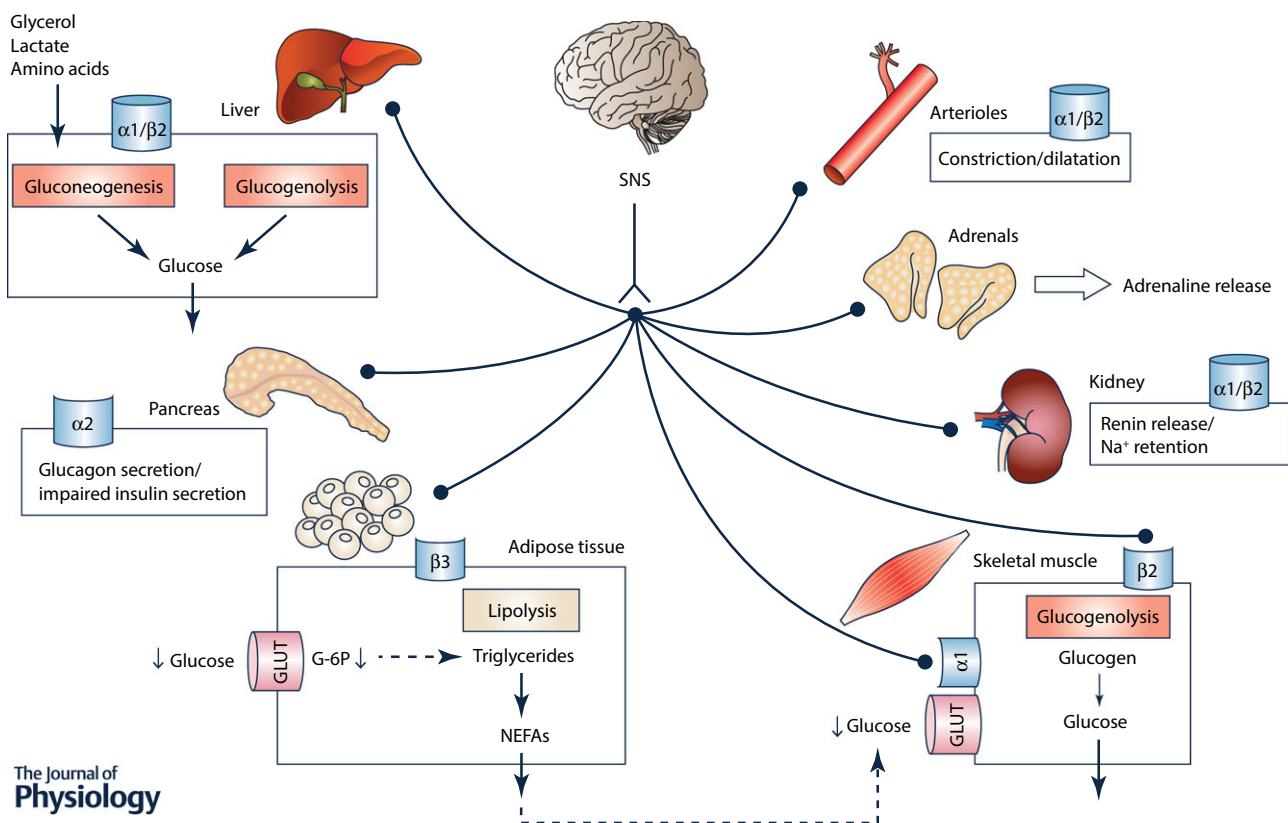 Glycerol
Lactate
Amino acids
Liver
α1/β2
Gluconeogenesis
Glucogenolysis
Glucose
SNS
Arterioles
α1/β2
Constriction/dilatation
Adrenals
Adrenaline release
Kidney
α1/β2
Renin release/
Na⁺ retention
Pancreas
α2
Glucagon secretion/
impaired insulin secretion
Adipose tissue
β3
Lipolysis
↓ Glucose
GLUT
G-6P ↓
Triglycerides
NEFAs
Skeletal muscle
β2
Glucogenolysis
α1
Glucogen
↓ Glucose
GLUT
Glucose
The Journal of
Physiology